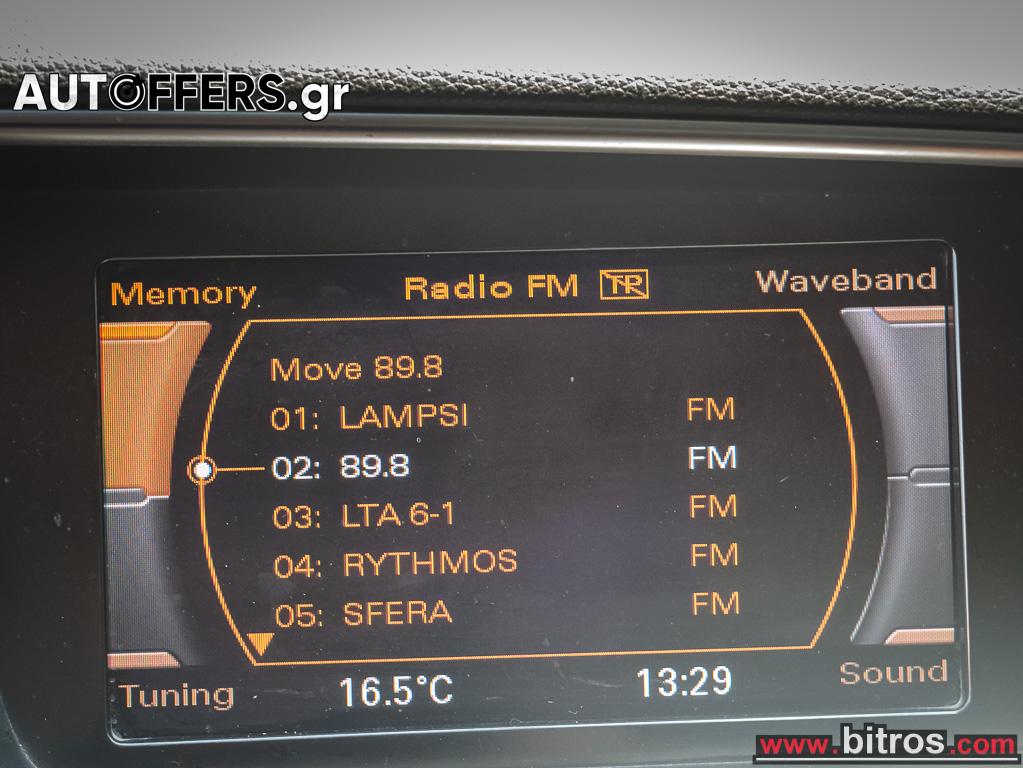 AUTOFFERS.gr
Memory Radio FM TP Waveband
Move 89.8
01: LAMPSI FM
02: 89.8 FM
03: LTA 6-1 FM
04: RYTHMOS FM
05: SFERA FM
Tuning 16.5°C 13:29 Sound
www.bitros.com